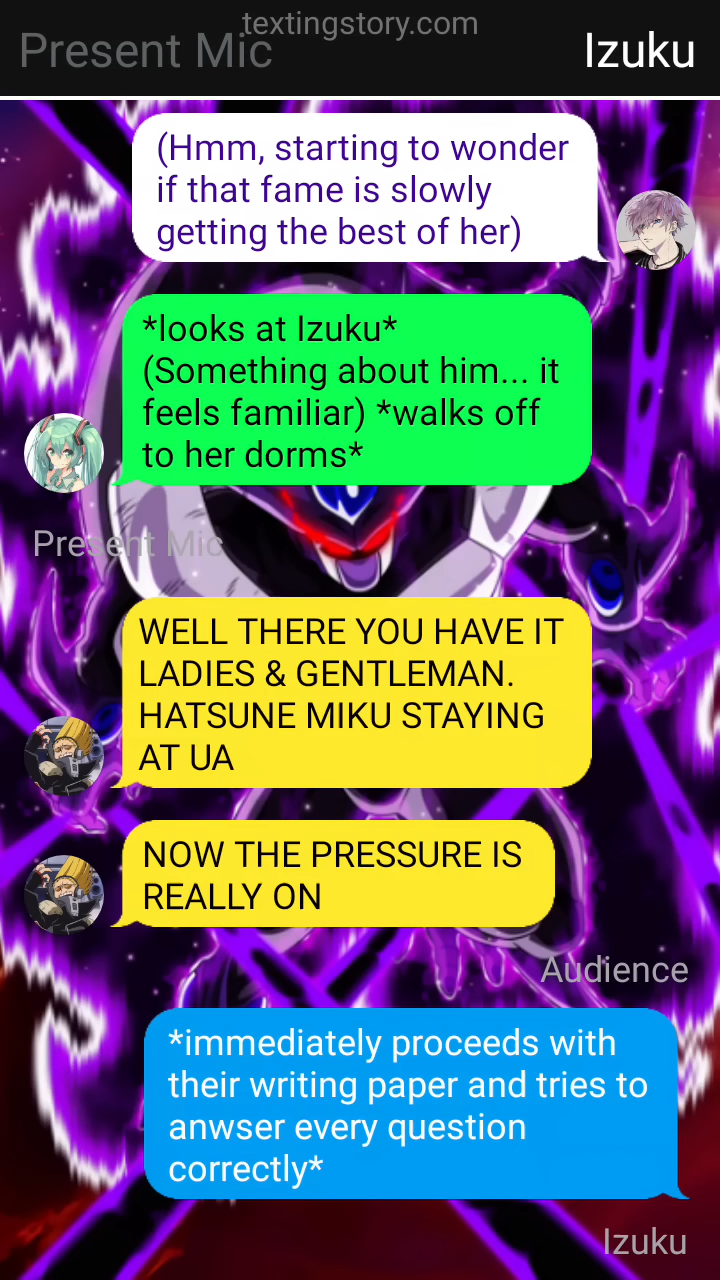 textingstory.com
Present Mic
Izuku
(Hmm, starting to wonder
if that fame is slowly
getting the best of her)
*looks at Izuku*
(Something about him... it
feels familiar) *walks off
to her dorms*
Present Mic
WELL THERE YOU HAVE IT
LADIES & GENTLEMAN.
HATSUNE MIKU STAYING
AT UA
NOW THE PRESSURE IS
REALLY ON
Audience
*immediately proceeds with
their writing paper and tries to
anwser every question
correctly*
Izuku